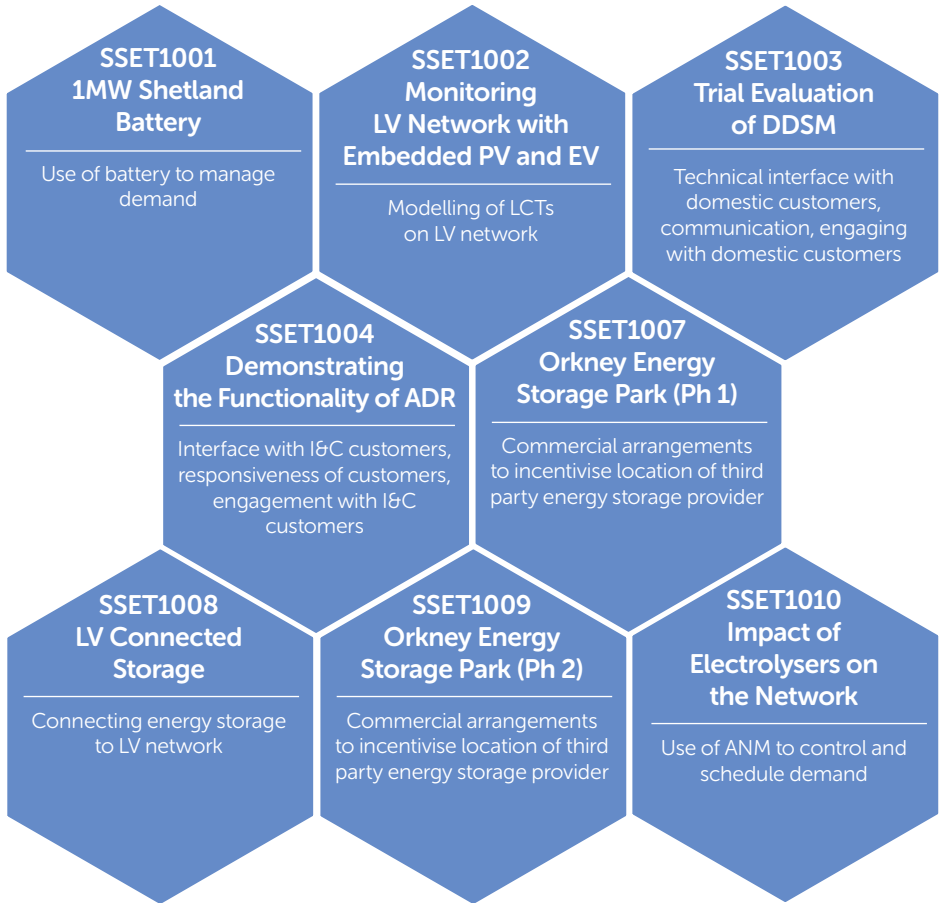 SSET1001
1MW Shetland
Battery
Use of battery to manage
demand
SSET1002
Monitoring
LV Network with
Embedded PV and EV
Modelling of LCTs
on LV network
SSET1003
Trial Evaluation
of DDSM
Technical interface with
domestic customers,
communication, engaging
with domestic customers
SSET1004
Demonstrating
the Functionality of ADR
Interface with I&C customers,
responsiveness of customers,
engagement with I&C
customers
SSET1007
Orkney Energy
Storage Park (Ph 1)
Commercial arrangements
to incentivise location of third
party energy storage provider
SSET1008
LV Connected
Storage
Connecting energy storage
to LV network
SSET1009
Orkney Energy
Storage Park (Ph 2)
Commercial arrangements
to incentivise location of third
party energy storage provider
SSET1010
Impact of
Electrolysers on
the Network
Use of ANM to control and
schedule demand